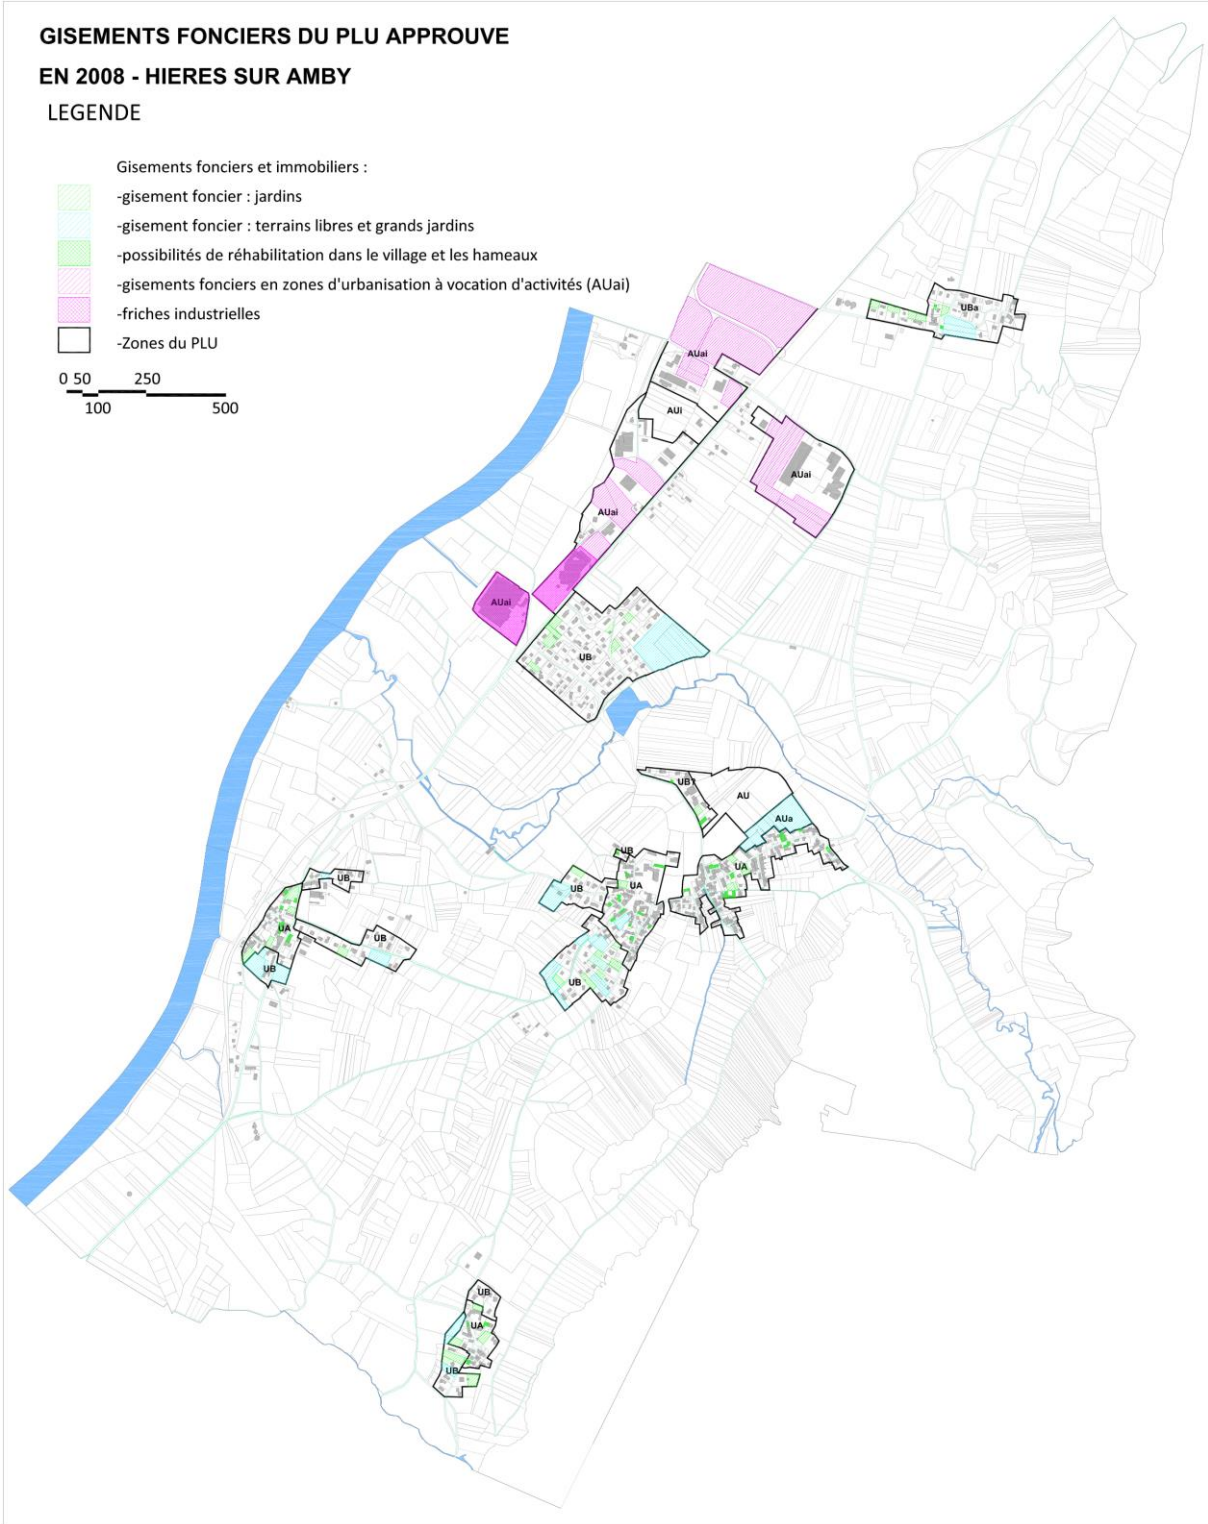 GISEMENTS FONCIERS DU PLU APPROUVE
EN 2008 - HIERES SUR AMBY
LEGENDE
Gisements fonciers et immobiliers :
-gisement foncier : jardins
-gisement foncier : terrains libres et grands jardins
-possibilités de réhabilitation dans le village et les hameaux
-gisements fonciers en zones d'urbanisation à vocation d'activités (AUai)
-friches industrielles
-Zones du PLU
0 50 250
100 500
UBa
AUai
AUi
AUai
AUai
AUai
UB
UB1
AU
AUa
UB
UA
UA
UB
UB
UA
UB
UB
UB
UB
UA
UB